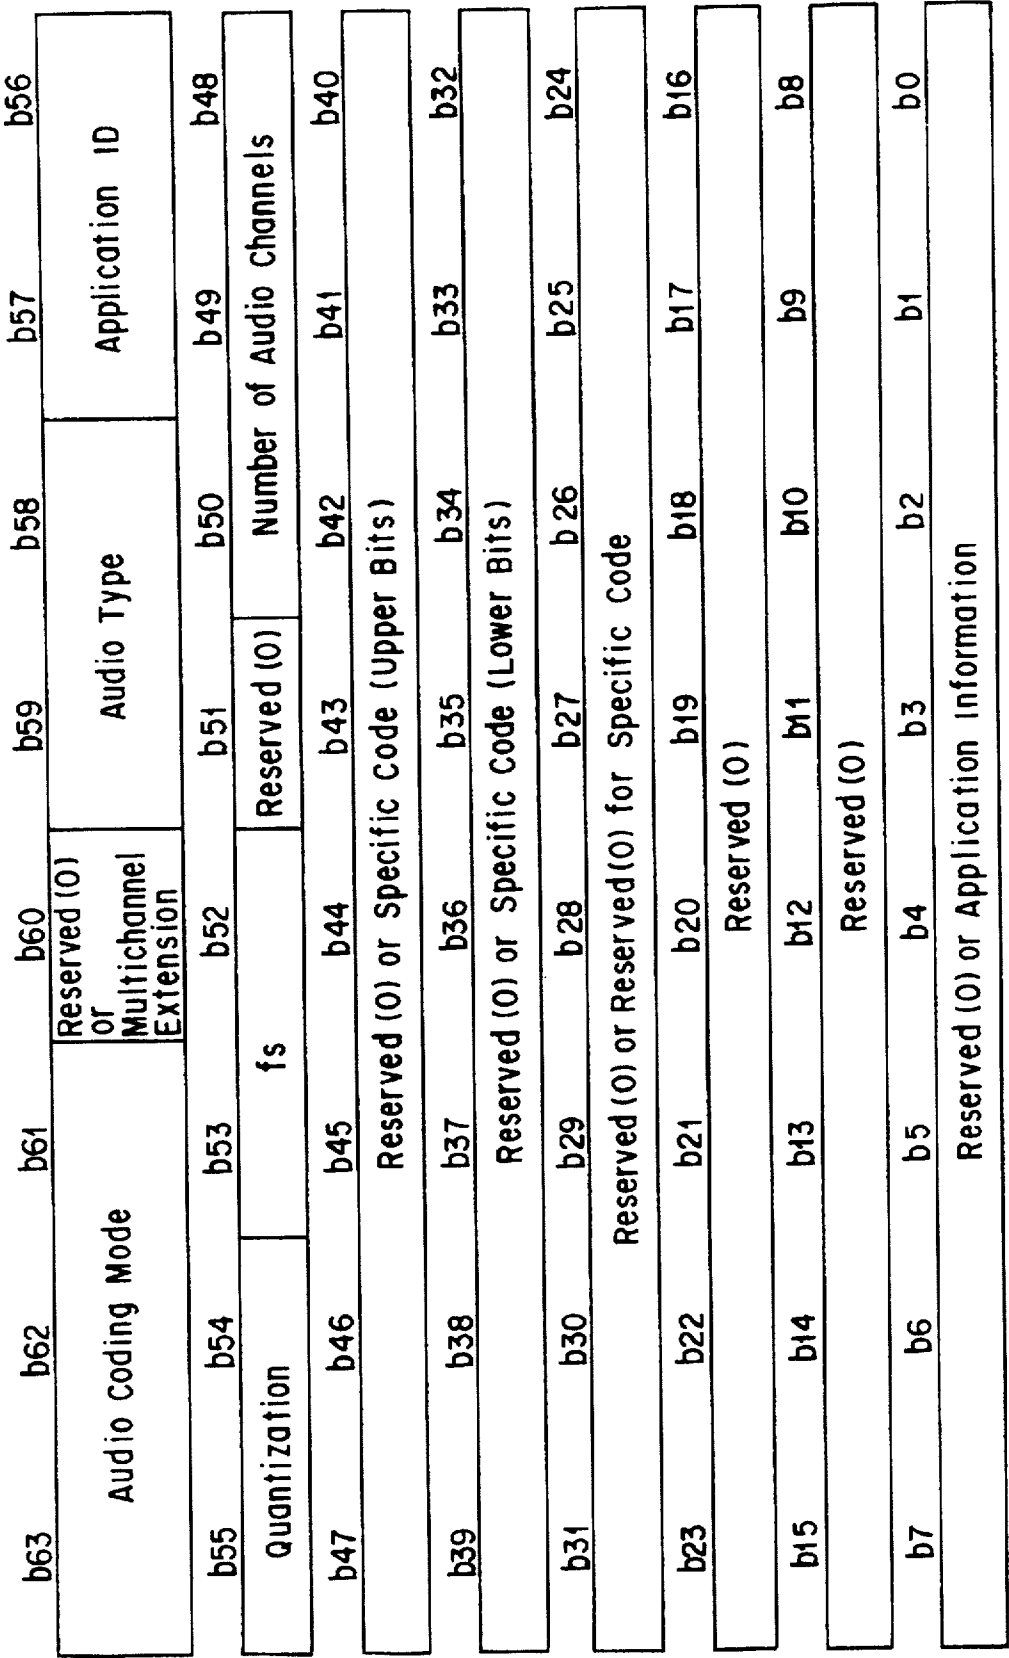 b63 b62 b61 b60 b59 b58 b57 b56
Audio Coding Mode
Reserved (0)
or
Multichannel
Extension
Audio Type
Application ID
b55 b54 b53 b52 b51 b50 b49 b48
Quantization fs Reserved (0) Number of Audio Channels
b47 b46 b45 b44 b43 b42 b41 b40
Reserved (0) or Specific Code (Upper Bits)
b39 b38 b37 b36 b35 b34 b33 b32
Reserved (0) or Specific Code (Lower Bits)
b31 b30 b29 b28 b27 b26 b25 b24
Reserved (0) or Reserved (0) for Specific Code
b23 b22 b21 b20 b19 b18 b17 b16
Reserved (0)
b15 b14 b13 b12 b11 b10 b9 b8
Reserved (0)
b7 b6 b5 b4 b3 b2 b1 b0
Reserved (0) or Application Information